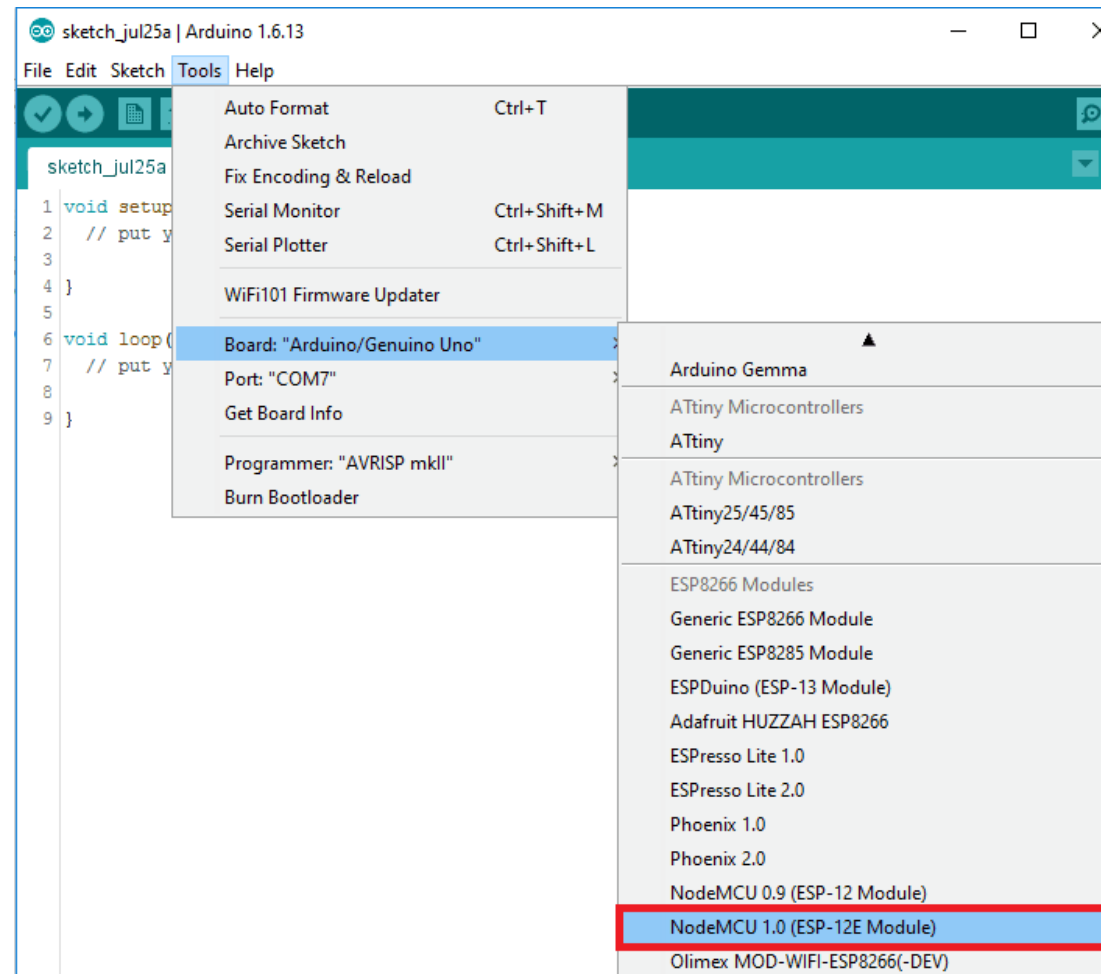 sketch_jul25a | Arduino 1.6.13
File Edit Sketch Tools Help
sketch_jul25a
1 void setup
2 // put y
3
4 }
5
6 void loop(
7 // put y
8
9 }
Auto Format Ctrl+T
Archive Sketch
Fix Encoding & Reload
Serial Monitor Ctrl+Shift+M
Serial Plotter Ctrl+Shift+L
WiFi101 Firmware Updater
Board: "Arduino/Genuino Uno"
Port: "COM7"
Get Board Info
Programmer: "AVRISP mkII"
Burn Bootloader
Arduino Gemma
ATtiny Microcontrollers
ATtiny
ATtiny Microcontrollers
ATtiny25/45/85
ATtiny24/44/84
ESP8266 Modules
Generic ESP8266 Module
Generic ESP8285 Module
ESPDuino (ESP-13 Module)
Adafruit HUZZAH ESP8266
ESPresso Lite 1.0
ESPresso Lite 2.0
Phoenix 1.0
Phoenix 2.0
NodeMCU 0.9 (ESP-12 Module)
NodeMCU 1.0 (ESP-12E Module)
Olimex MOD-WIFI-ESP8266(-DEV)